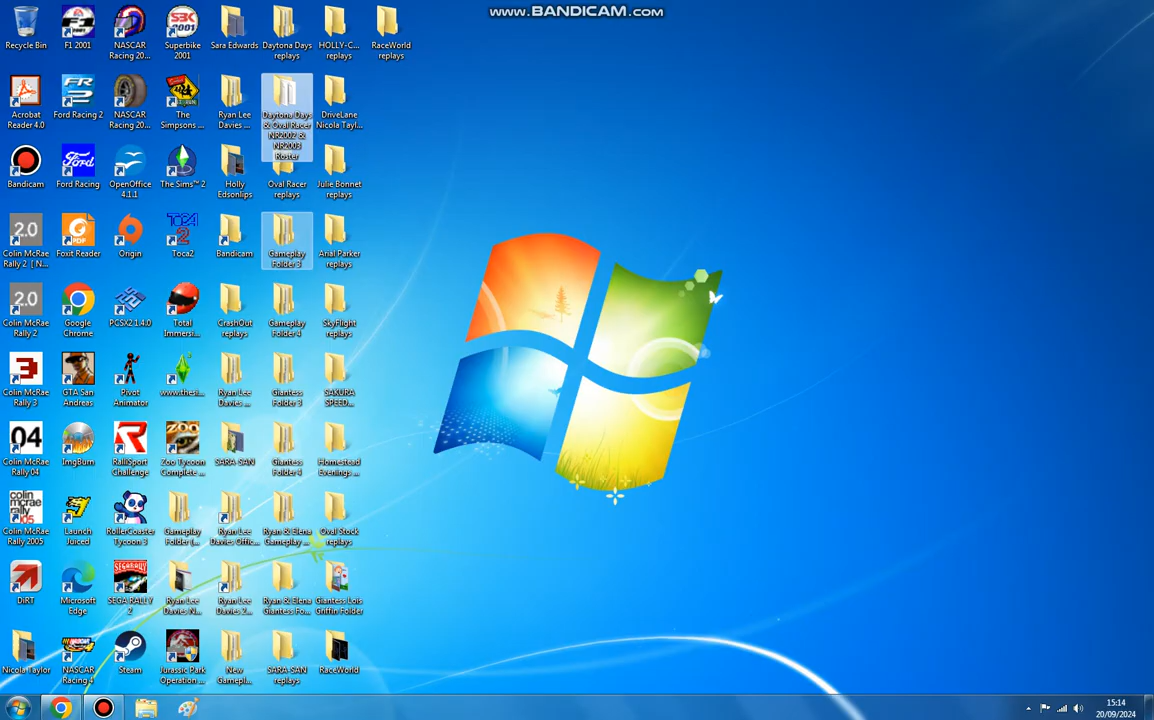 www.BANDICAM.com
Recycle Bin
F1 2001
NASCAR
Racing 20...
Superbike
2001
Sara Edwards
Daytona Days
replays
HOLLY-C...
replays
RaceWorld
replays
Acrobat
Reader 4.0
Ford Racing 2
NASCAR
Racing 20...
The
Simpsons ...
Ryan Lee
Davies ...
Daytona Days
& Oval Racer
NR2002 &
NR2003
Roster
DriveLane
Nicola Tayl...
Bandicam
Ford Racing
OpenOffice
4.1.1
The Sims™ 2
Holly
Edsonlips
Oval Racer
replays
Julie Bonnet
replays
Colin McRae
Rally 2 [ N...
Foxit Reader
Origin
Toca2
Bandicam
Gameplay
Folder 3
Arial Parker
replays
Colin McRae
Rally 2
Google
Chrome
PCSX2.1.4.0
Total
Immersi...
CrashOut
replays
Gameplay
Folder 4
SkyFlight
replays
Colin McRae
Rally 3
GTA San
Andreas
Pivot
Animator
www.thesi...
Ryan Lee
Davies ...
Giantess
Folder 3
SAKURA
SPEED...
Colin McRae
Rally 04
ImgBurn
RalliSport
Challenge
Zoo Tycoon
Complete ...
SARA-SAN
Giantess
Folder 4
Homestead
Evenings ...
Colin McRae
Rally 2005
Launch
Juiced
RollerCoaster
Tycoon 3
Gameplay
Folder (...
Ryan Lee
Davies Offic...
Ryan & Elena
Gameplay ...
Oval Stock
replays
DiRT
Microsoft
Edge
SEGA RALLY
2
Ryan Lee
Davies N...
Ryan Lee
Davies 2...
Ryan & Elena
Giantess Fo...
Giantess Lois
Griffin Folder
Nicola Taylor
NASCAR
Racing 4
Steam
Jurassic Park
Operation ...
New
Gamepl...
SARA-SAN
replays
RaceWorld
15:14
20/09/2024